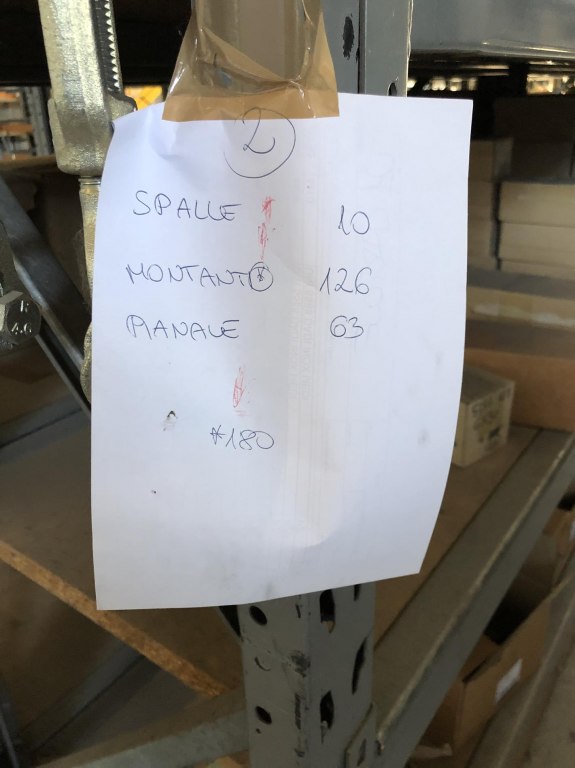 2
SPALLE 10
MONTANTI* 126
PIANALE 63
*180